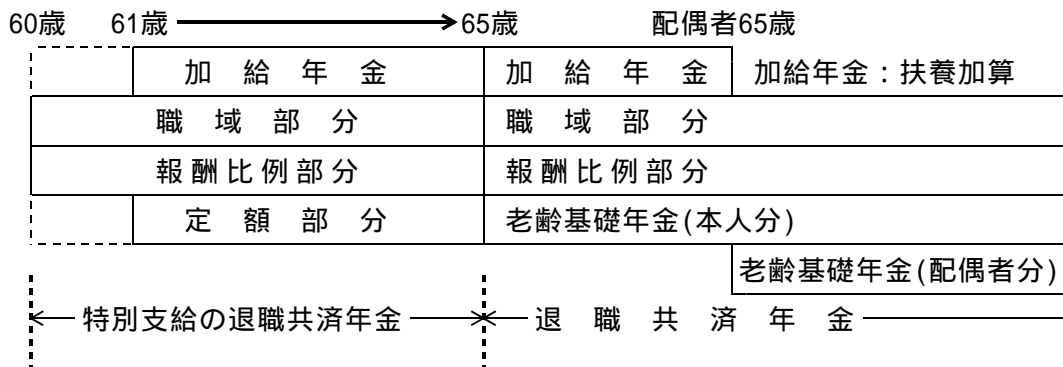 60歳 61歳 65歳 配偶者65歳
加給年金 加給年金 加給年金：扶養加算
職域部分 職域部分
報酬比例部分 報酬比例部分
定額部分 老齢基礎年金(本人分)
老齢基礎年金(配偶者分)
特別支給の退職共済年金 退職共済年金